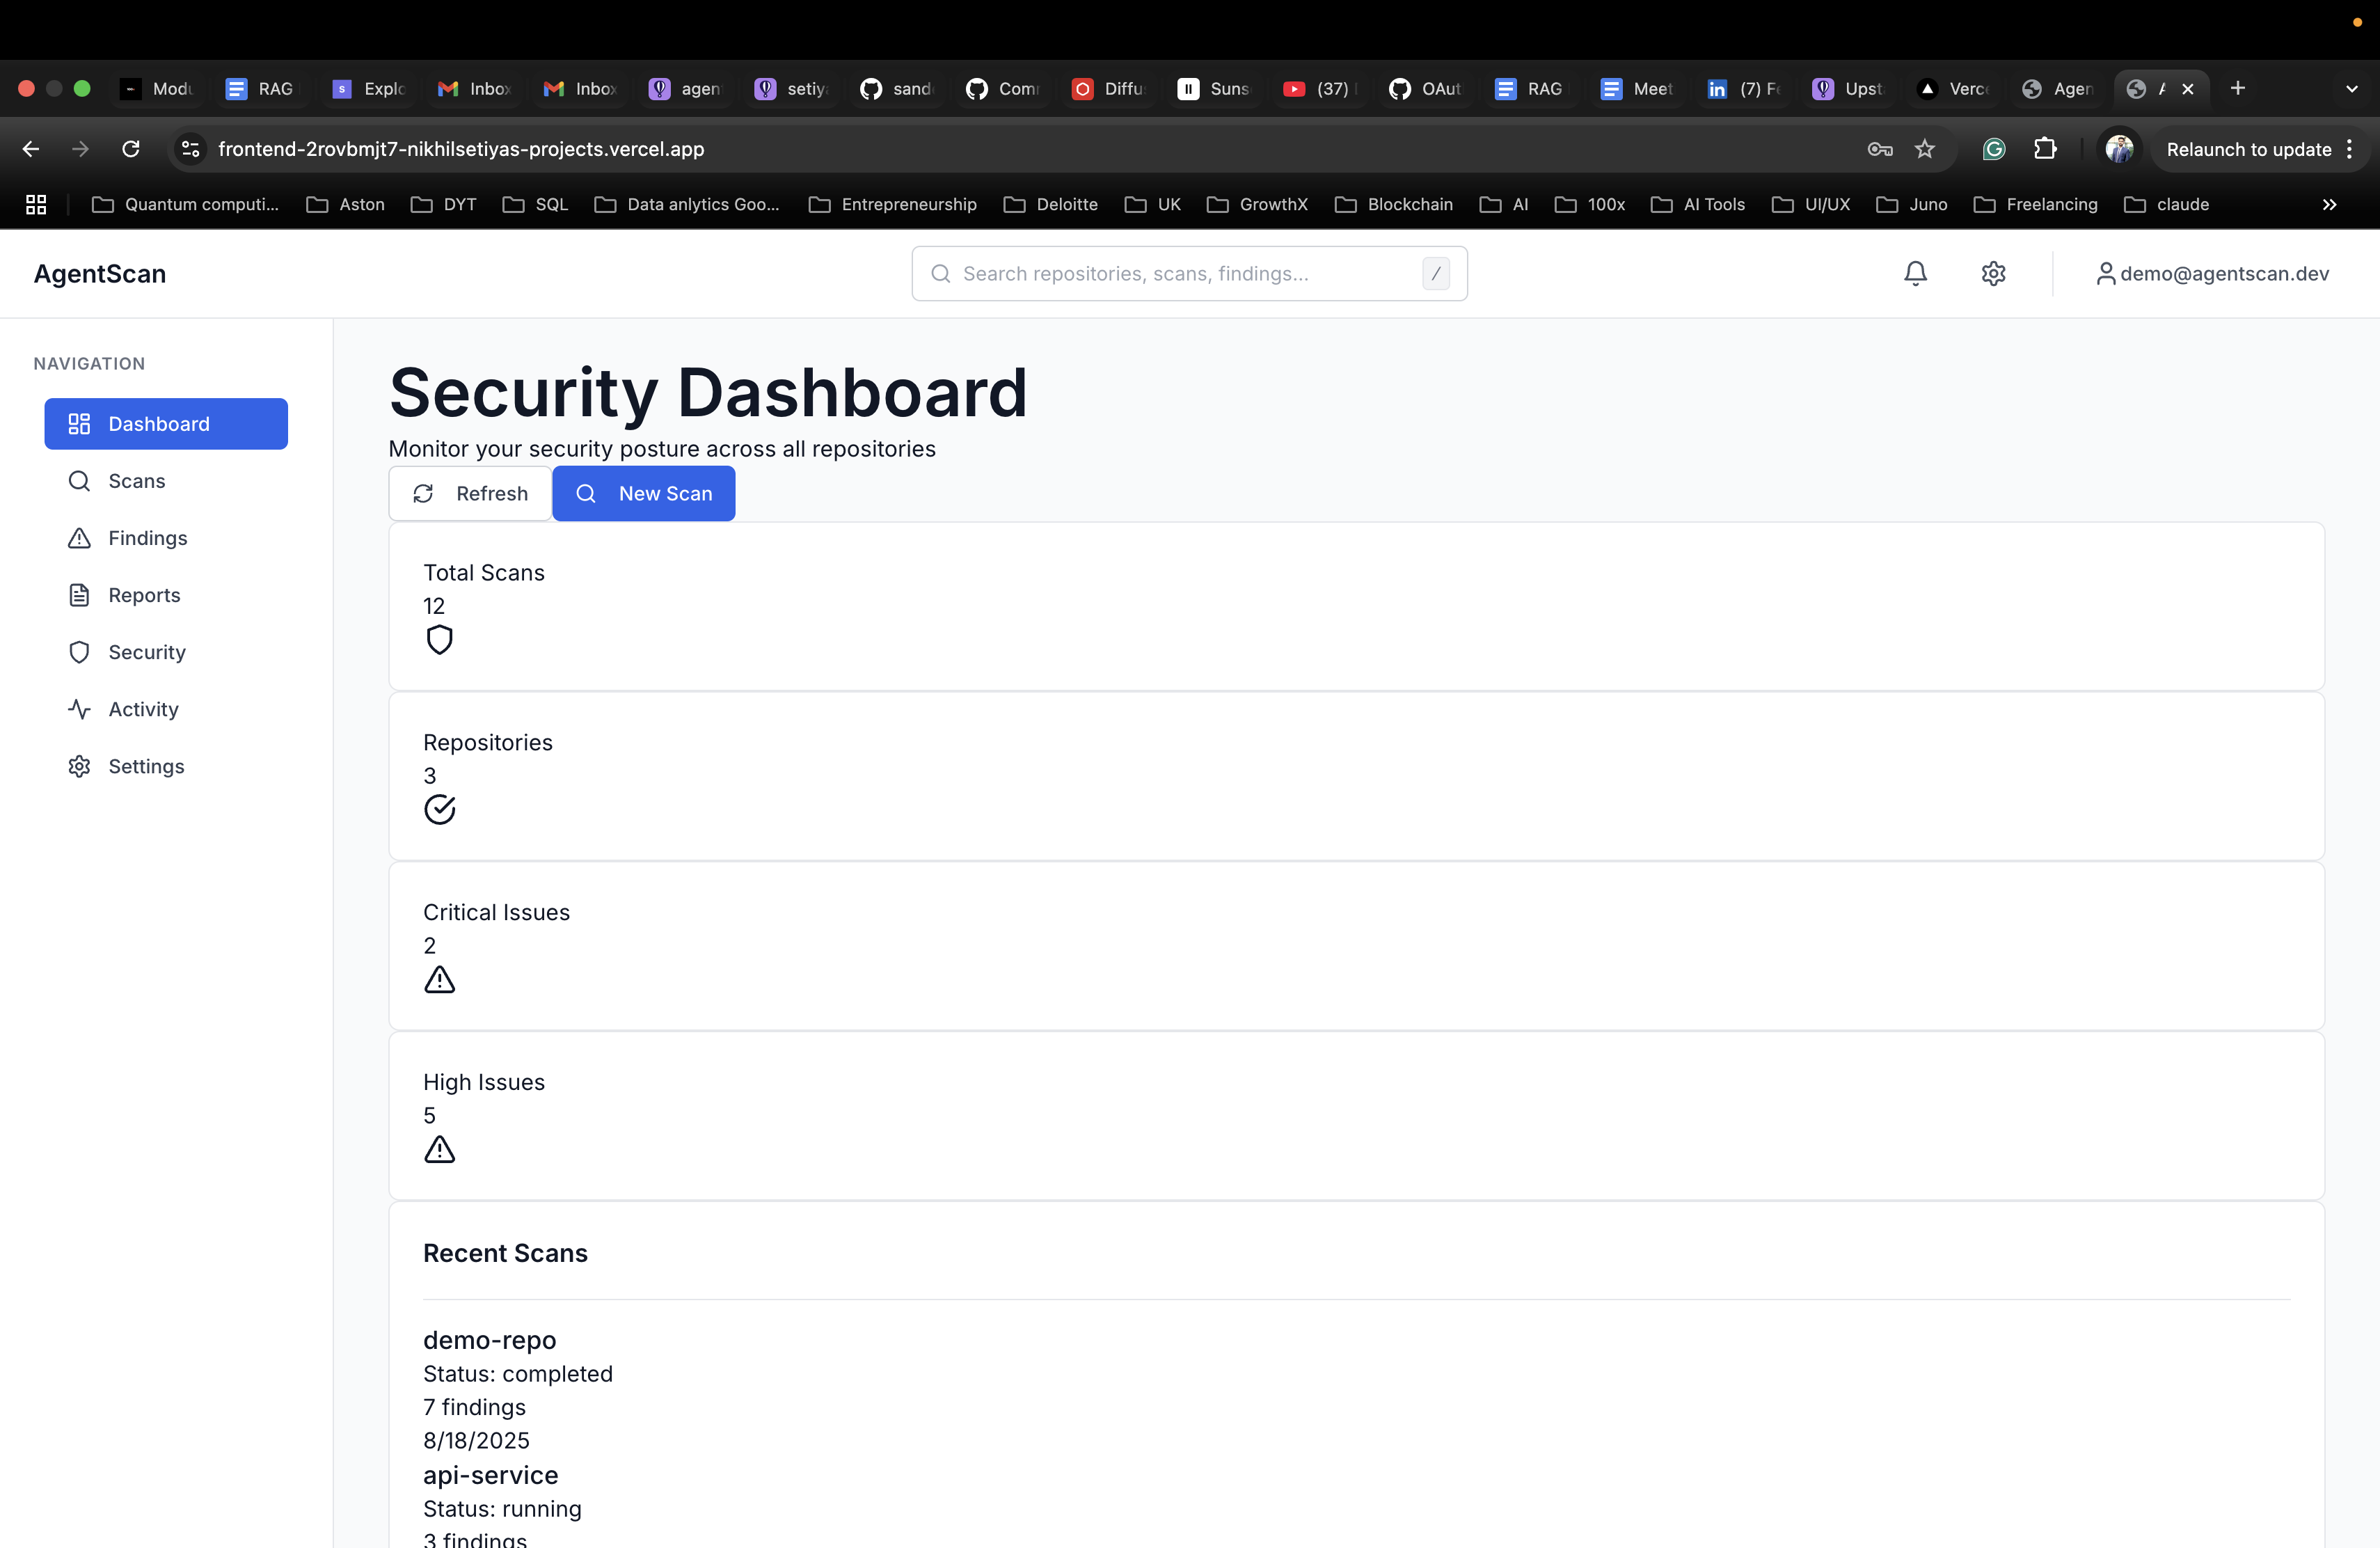 Modu
RAG
Explo
Inbox
Inbox
agen
setiya
sand
Com
Diffu
Suns
(37)
OAut
RAG
Meet
(7) Fe
Upst
Verce
Agen
frontend-2rovbmjt7-nikhilsetiyas-projects.vercel.app
Relaunch to update
Quantum computi... Aston DYT SQL Data anlytics Goo... Entrepreneurship Deloitte UK GrowthX Blockchain AI 100x AI Tools UI/UX Juno Freelancing claude
AgentScan
Search repositories, scans, findings... /
demo@agentscan.dev
NAVIGATION
Dashboard
Scans
Findings
Reports
Security
Activity
Settings
Security Dashboard
Monitor your security posture across all repositories
Refresh New Scan
Total Scans
12
Repositories
3
Critical Issues
2
High Issues
5
Recent Scans
demo-repo
Status: completed
7 findings
8/18/2025
api-service
Status: running
3 findings